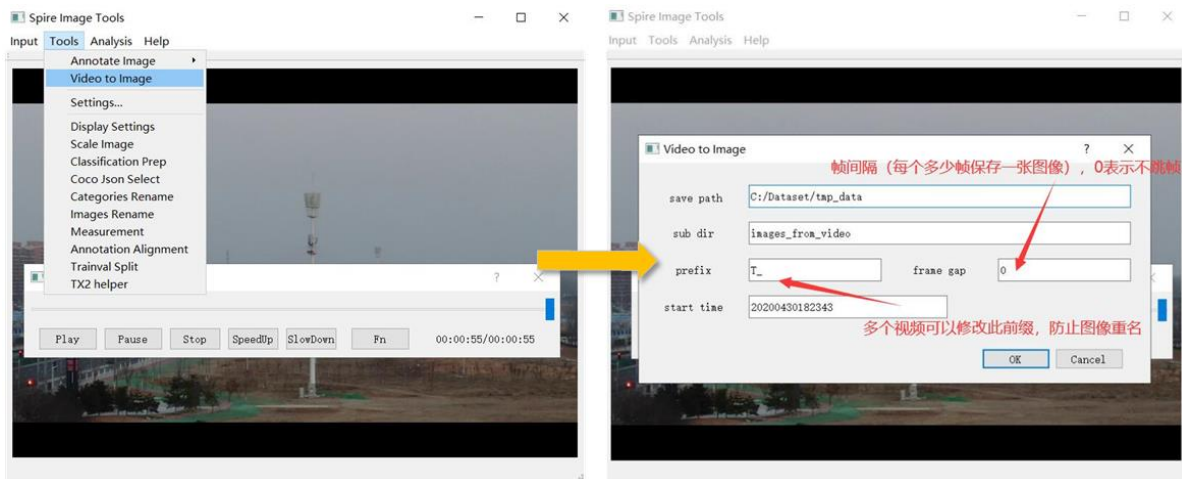 Spire Image Tools
Input Tools Analysis Help
Annotate Image
Video to Image
Settings...
Display Settings
Scale Image
Classification Prep
Coco Json Select
Categories Rename
Images Rename
Measurement
Annotation Alignment
Trainval Split
TX2 helper
?
Play Pause Stop SpeedUp SlowDown Fn 00:00:55/00:00:55
Spire Image Tools
Input Tools Analysis Help
Video to Image ?
帧间隔（每个多少帧保存一张图像），0表示不跳帧
save path C:/Dataset/tmp_data
sub dir images_from_video
prefix T_ frame gap 0
start time 20200430182343
多个视频可以修改此前缀，防止图像重名
OK Cancel